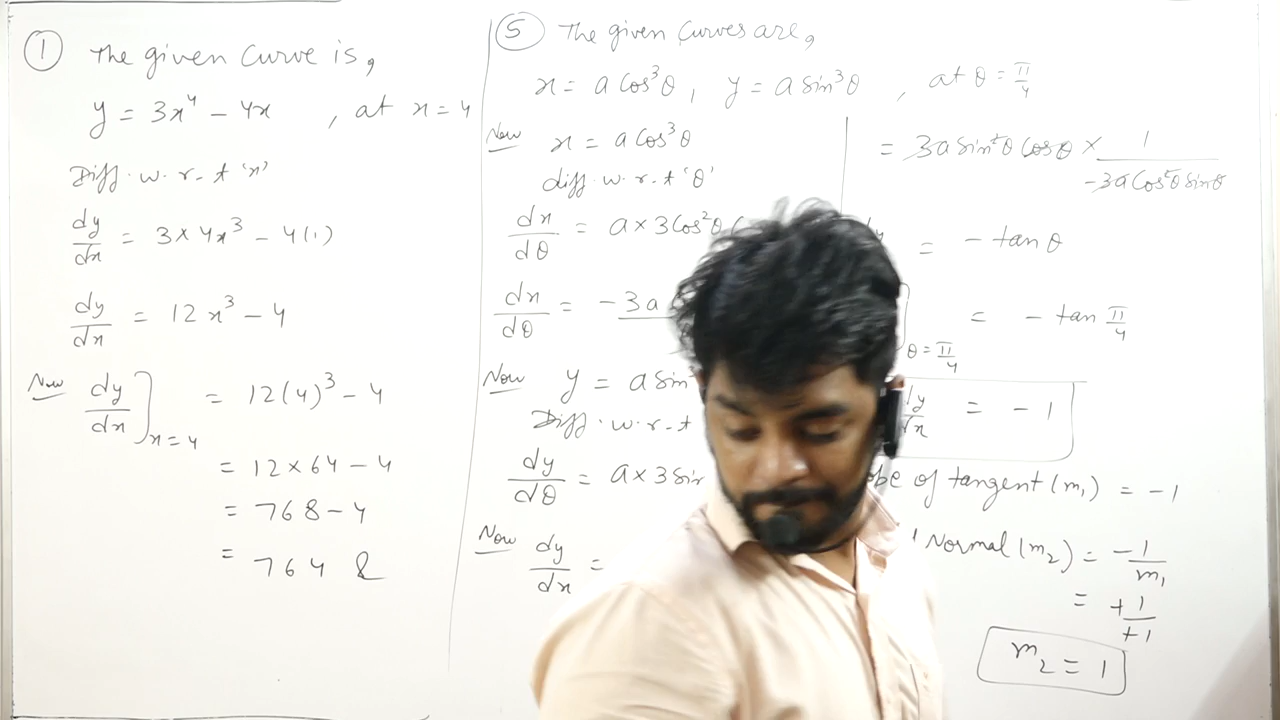 ① The given Curve is,
y = 3x⁴ − 4x , at x = 4
Diff. w. r. t 'x'
dy/dx = 3 × 4x³ − 4(1)
dy/dx = 12x³ − 4
Now dy/dx]x=4 = 12(4)³ − 4
= 12 × 64 − 4
= 768 − 4
= 764
⑤ The given Curves are,
x = a Cos³θ, y = a Sin³θ , at θ = π/4
Now x = a Cos³θ
diff. w. r. t 'θ'
dx/dθ = a × 3Cos²θ
dx/dθ = −3a
Now y = a Sin
Diff. w. r. t
dy/dθ = a × 3 Sin
Now dy/dx =
= 3a Sin²θ Cosθ × 1/−3a Cos²θ Sinθ
= − tan θ
θ = π/4 = − tan π/4
dy/dx = − 1
of tangent (m₁) = −1
Normal (m₂) = −1/m₁
= +1/+1
m₂ = 1